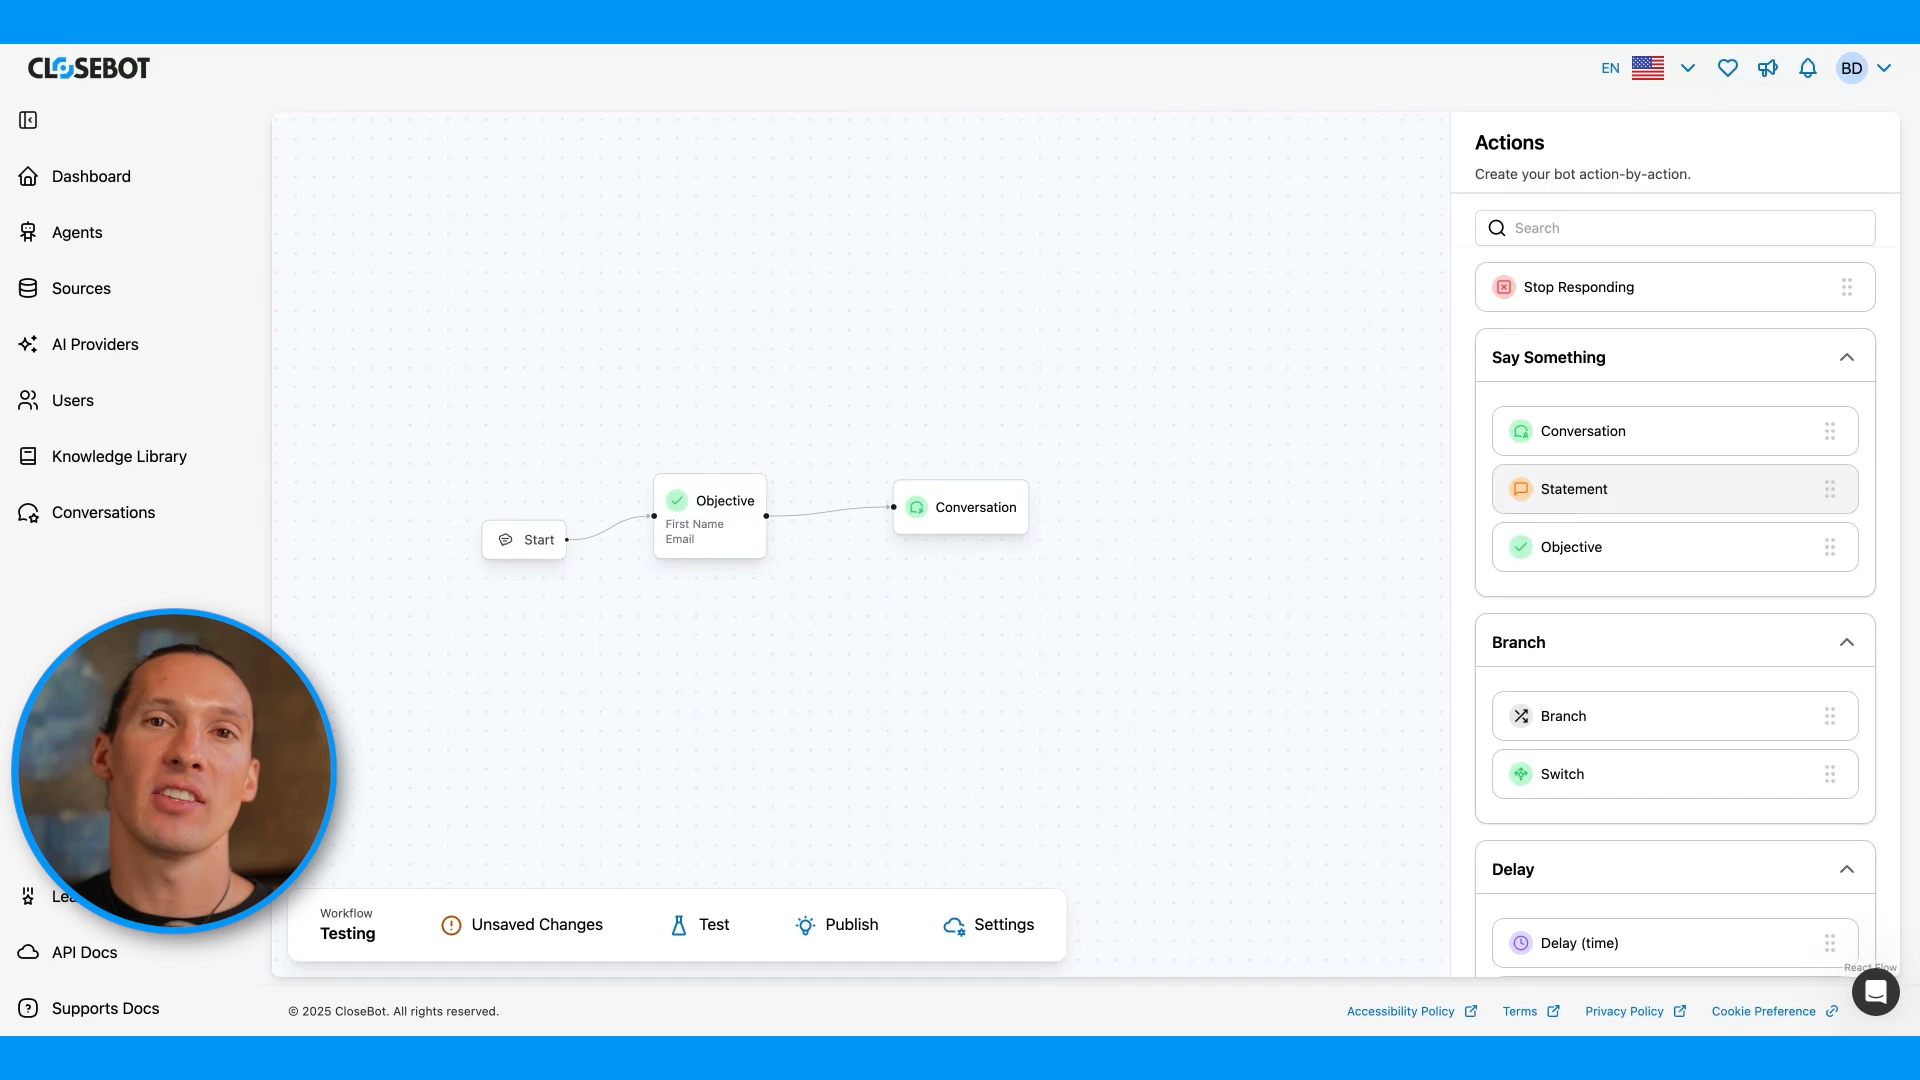 CLOSEBOT
EN
BD
Dashboard
Agents
Sources
AI Providers
Users
Knowledge Library
Conversations
API Docs
Supports Docs
Start
Objective
First Name
Email
Conversation
Workflow
Testing
Unsaved Changes
Test
Publish
Settings
Actions
Create your bot action-by-action.
Search
Stop Responding
Say Something
Conversation
Statement
Objective
Branch
Branch
Switch
Delay
Delay (time)
React Flow
© 2025 CloseBot. All rights reserved.
Accessibility Policy
Terms
Privacy Policy
Cookie Preference